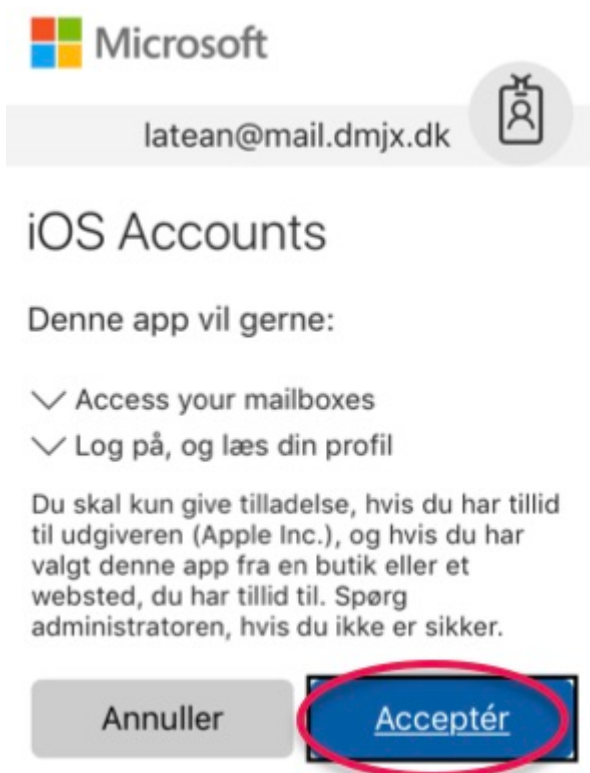 Microsoft
latean@mail.dmjx.dk
iOS Accounts
Denne app vil gerne:
Access your mailboxes
Log på, og læs din profil
Du skal kun give tilladelse, hvis du har tillid
til udgiveren (Apple Inc.), og hvis du har
valgt denne app fra en butik eller et
websted, du har tillid til. Spørg
administratoren, hvis du ikke er sikker.
Annuller
Acceptér